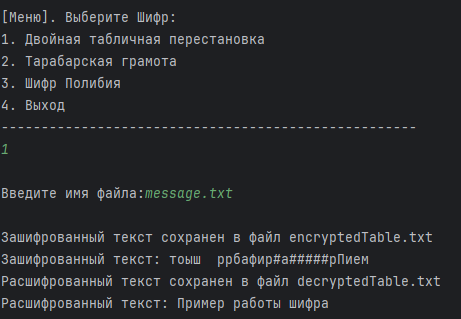 [Меню]. Выберите Шифр:
1. Двойная табличная перестановка
2. Тарабарская грамота
3. Шифр Полибия
4. Выход
----------------------------------------------------
1
Введите имя файла:message.txt
Зашифрованный текст сохранен в файл encryptedTable.txt
Зашифрованный текст: тоыш  ррбафир#а#####рПием
Расшифрованный текст сохранен в файл decryptedTable.txt
Расшифрованный текст: Пример работы шифра